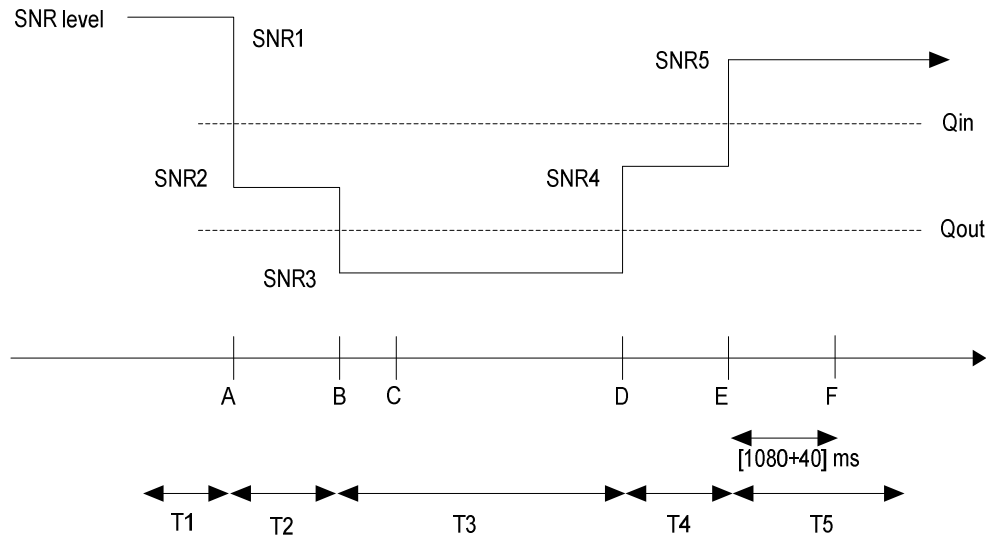 SNR level
SNR1
SNR5
Qin
SNR2
SNR4
Qout
SNR3
A B C D E F
[1080+40] ms
T1 T2 T3 T4 T5